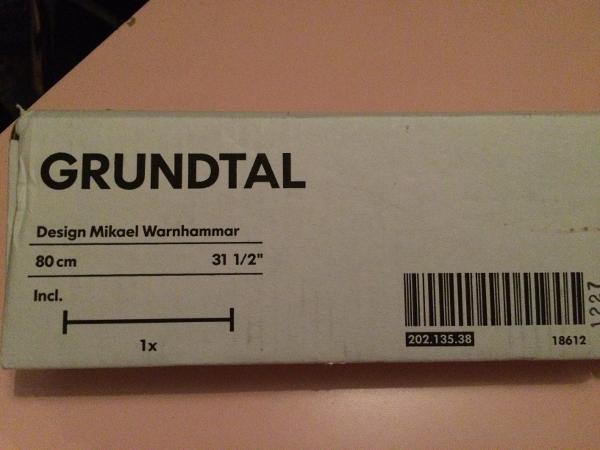 GRUNDTAL
Design Mikael Warnhammar
80 cm 31 1/2"
Incl.
1x
202.135.38 18612
1227